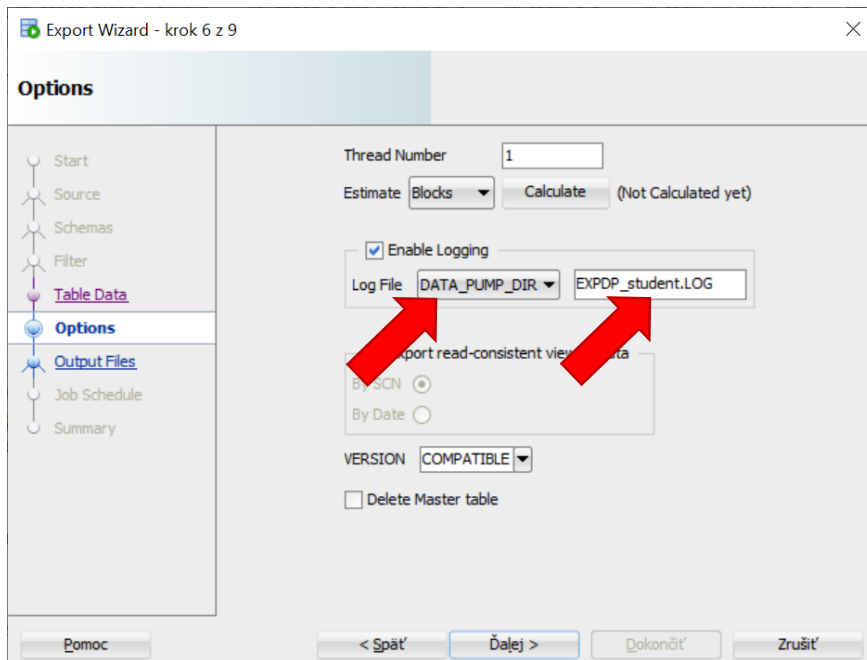 Export Wizard - krok 6 z 9
Options
Start
Source
Schemas
Filter
Table Data
Options
Output Files
Job Schedule
Summary
Thread Number 1
Estimate Blocks Calculate (Not Calculated yet)
Enable Logging
Log File DATA_PUMP_DIR EXPDP_student.LOG
read-consistent
By SCN
By Date
VERSION COMPATIBLE
Delete Master table
Pomoc < Späť Ďalej > Dokončiť Zrušiť